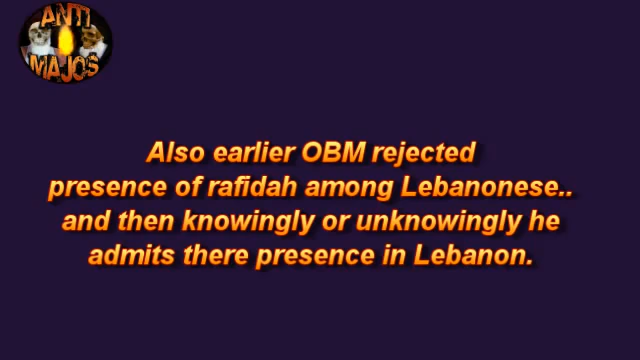 ANTI
MAJOS
Also earlier OBM rejected
presence of rafidah among Lebanonese..
and then knowingly or unknowingly he
admits there presence in Lebanon.